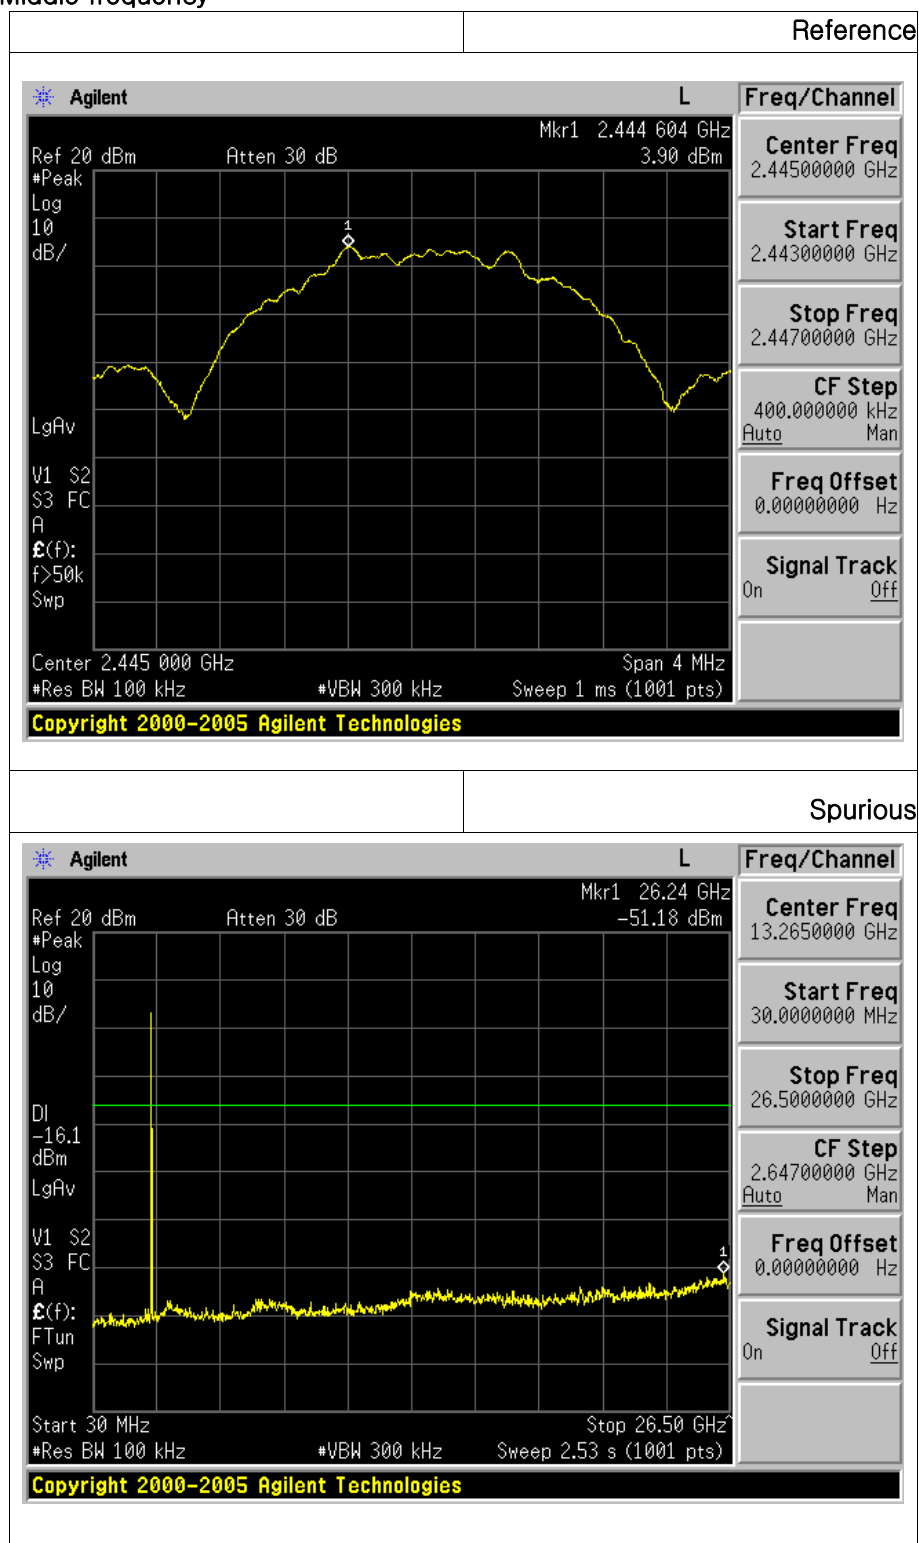 Middle frequency
Reference
Agilent L Freq/Channel
Mkr1 2.444 604 GHz
Ref 20 dBm Atten 30 dB 3.90 dBm
#Peak
Log
10
dB/
1
LgAv
V1 S2
S3 FC
A
£(f):
f>50k
Swp
Center 2.445 000 GHz Span 4 MHz
#Res BW 100 kHz #VBW 300 kHz Sweep 1 ms (1001 pts)
Copyright 2000-2005 Agilent Technologies
Center Freq
2.44500000 GHz
Start Freq
2.44300000 GHz
Stop Freq
2.44700000 GHz
CF Step
400.000000 kHz
Auto Man
Freq Offset
0.00000000 Hz
Signal Track
On Off
Spurious
Agilent L Freq/Channel
Mkr1 26.24 GHz
Ref 20 dBm Atten 30 dB -51.18 dBm
#Peak
Log
10
dB/
DI
-16.1
dBm
LgAv
1
V1 S2
S3 FC
A
£(f):
FTun
Swp
Start 30 MHz Stop 26.50 GHz^
#Res BW 100 kHz #VBW 300 kHz Sweep 2.53 s (1001 pts)
Copyright 2000-2005 Agilent Technologies
Center Freq
13.2650000 GHz
Start Freq
30.0000000 MHz
Stop Freq
26.5000000 GHz
CF Step
2.64700000 GHz
Auto Man
Freq Offset
0.00000000 Hz
Signal Track
On Off